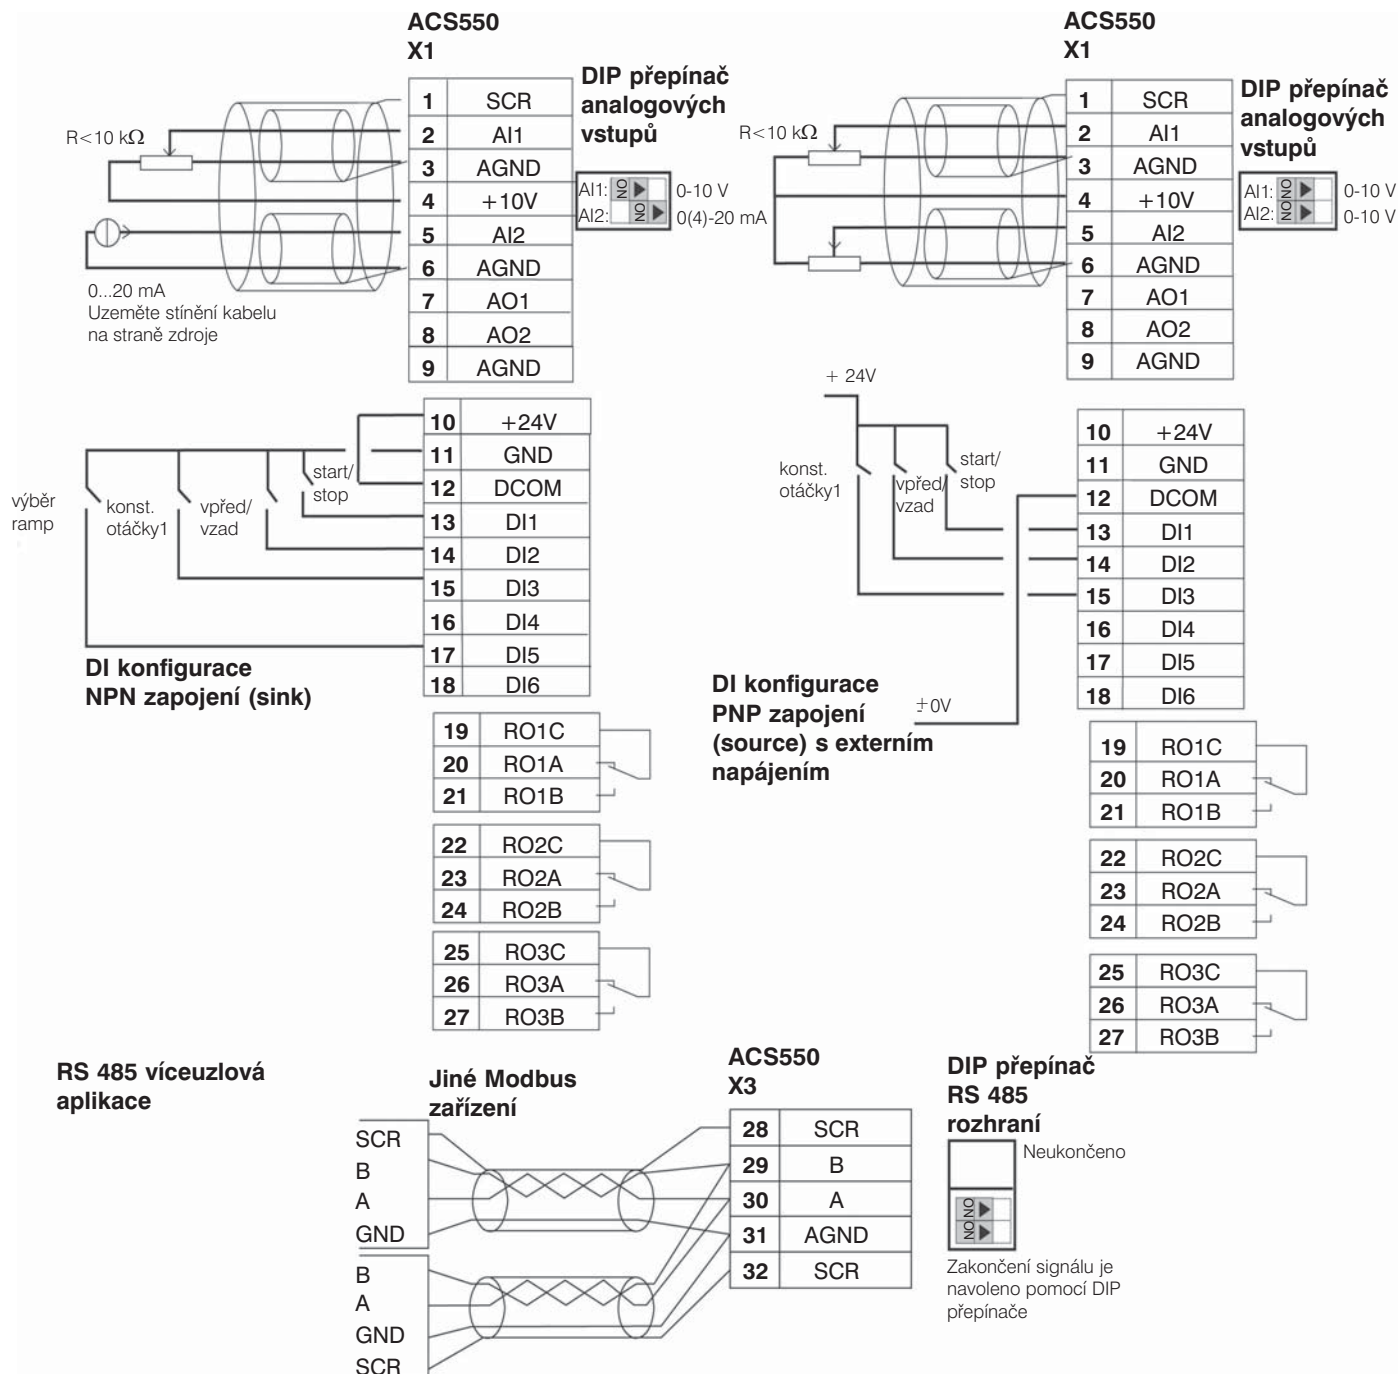 ACS550
X1
DIP přepínač
analogových
vstupů
R<10 kΩ
1 SCR
2 AI1
3 AGND
4 +10V
5 AI2
6 AGND
7 AO1
8 AO2
9 AGND
AI1: ON 0-10 V
AI2: ON 0(4)-20 mA
0...20 mA
Uzeměte stínění kabelu
na straně zdroje
10 +24V
11 GND
12 DCOM
13 DI1
14 DI2
15 DI3
16 DI4
17 DI5
18 DI6
výběr
ramp
konst.
otáčky1
vpřed/
vzad
start/
stop
DI konfigurace
NPN zapojení (sink)
19 RO1C
20 RO1A
21 RO1B
22 RO2C
23 RO2A
24 RO2B
25 RO3C
26 RO3A
27 RO3B
ACS550
X1
DIP přepínač
analogových
vstupů
R<10 kΩ
1 SCR
2 AI1
3 AGND
4 +10V
5 AI2
6 AGND
7 AO1
8 AO2
9 AGND
AI1: ON 0-10 V
AI2: ON 0-10 V
+ 24V
konst.
otáčky1
vpřed/
vzad
start/
stop
10 +24V
11 GND
12 DCOM
13 DI1
14 DI2
15 DI3
16 DI4
17 DI5
18 DI6
±0V
DI konfigurace
PNP zapojení
(source) s externím
napájením
19 RO1C
20 RO1A
21 RO1B
22 RO2C
23 RO2A
24 RO2B
25 RO3C
26 RO3A
27 RO3B
RS 485 víceuzlová
aplikace
Jiné Modbus
zařízení
SCR
B
A
GND
B
A
GND
SCR
ACS550
X3
28 SCR
29 B
30 A
31 AGND
32 SCR
DIP přepínač
RS 485
rozhraní
Neukončeno
ON
ON
Zakončení signálu je
navoleno pomocí DIP
přepínače